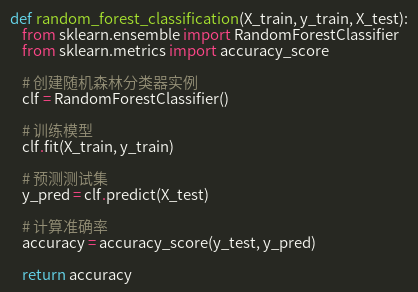 def random_forest_classification(X_train, y_train, X_test):
from sklearn.ensemble import RandomForestClassifier
from sklearn.metrics import accuracy_score
# 创建随机森林分类器实例
clf = RandomForestClassifier()
# 训练模型
clf.fit(X_train, y_train)
# 预测测试集
y_pred = clf.predict(X_test)
# 计算准确率
accuracy = accuracy_score(y_test, y_pred)
return accuracy